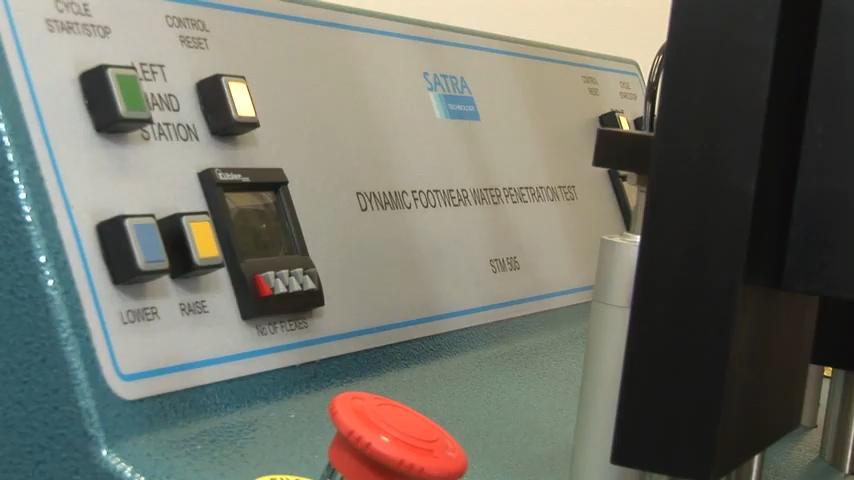 CYCLE
START/STOP
CONTROL
RESET
LEFT
HAND
STATION
SATRA
TECHNOLOGY
DYNAMIC FOOTWEAR WATER PENETRATION TEST
STM 505
LOWER
RAISE
No OF FLEXES
CONTROL
RESET
CYCLE
START/STOP